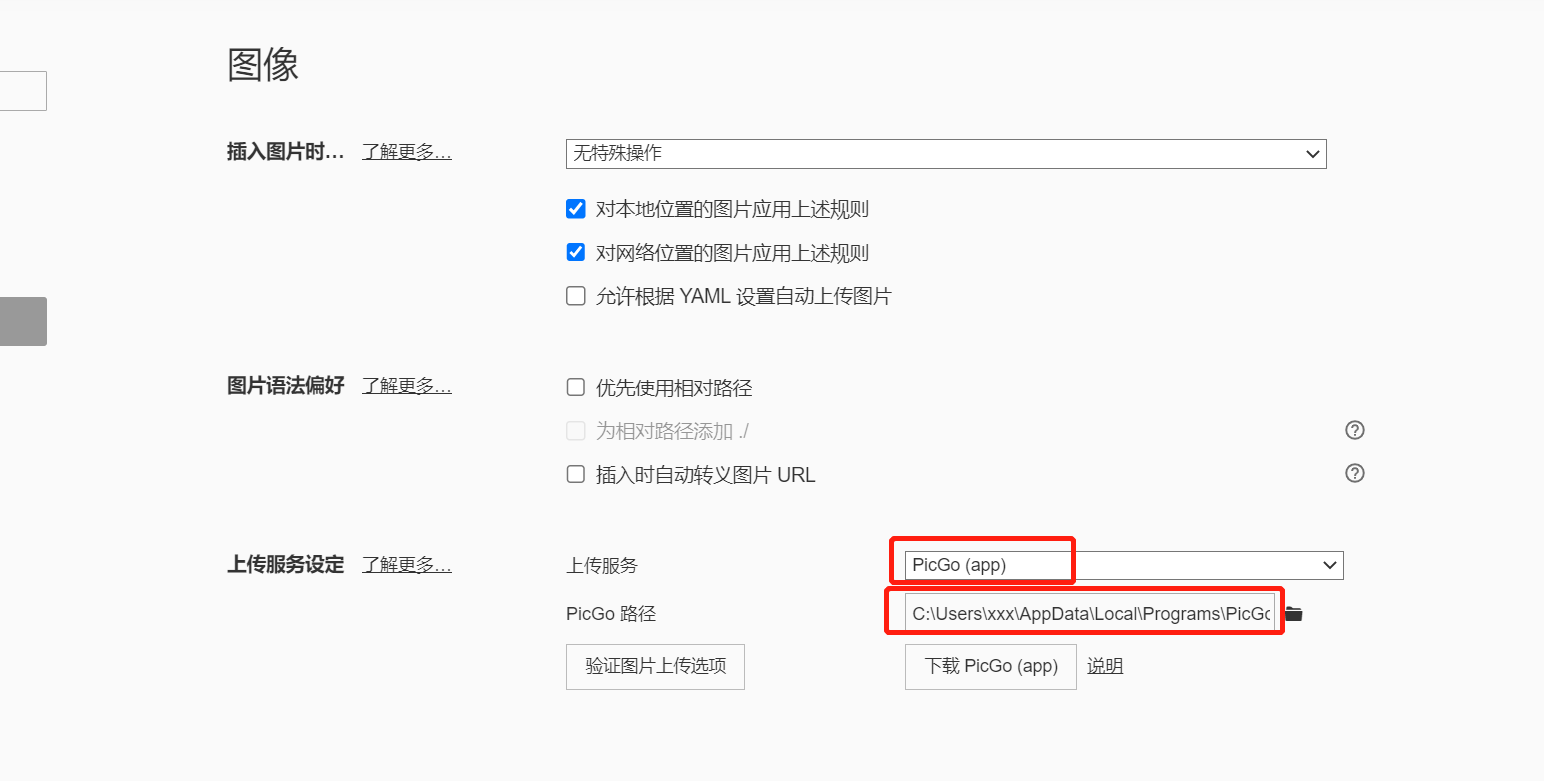 图像
插入图片时... 了解更多... 无特殊操作
对本地位置的图片应用上述规则
对网络位置的图片应用上述规则
允许根据 YAML 设置自动上传图片
图片语法偏好 了解更多... 优先使用相对路径
为相对路径添加 ./
插入时自动转义图片 URL
上传服务设定 了解更多... 上传服务 PicGo (app)
PicGo 路径 C:\Users\xxx\AppData\Local\Programs\PicGo
验证图片上传选项 下载 PicGo (app) 说明